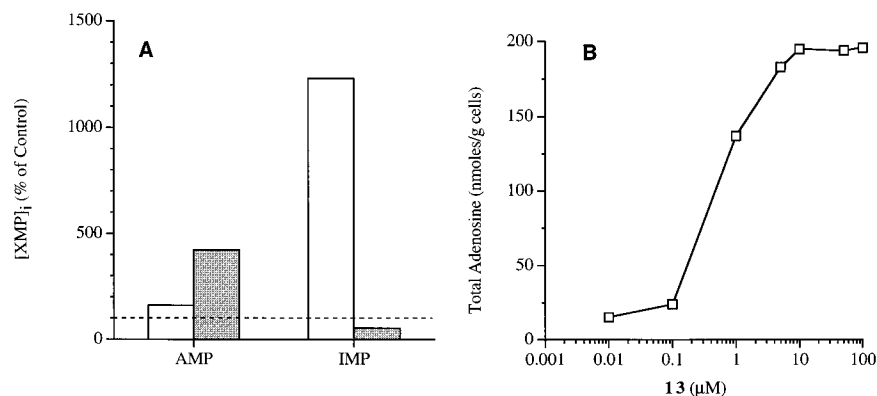 A
[XMP]i (% of Control)
1500
1000
500
0
AMP
IMP
B
Total Adenosine (nmoles/g cells)
200
150
100
50
25
0
0.001
0.01
0.1
1
10
100
13 (μM)